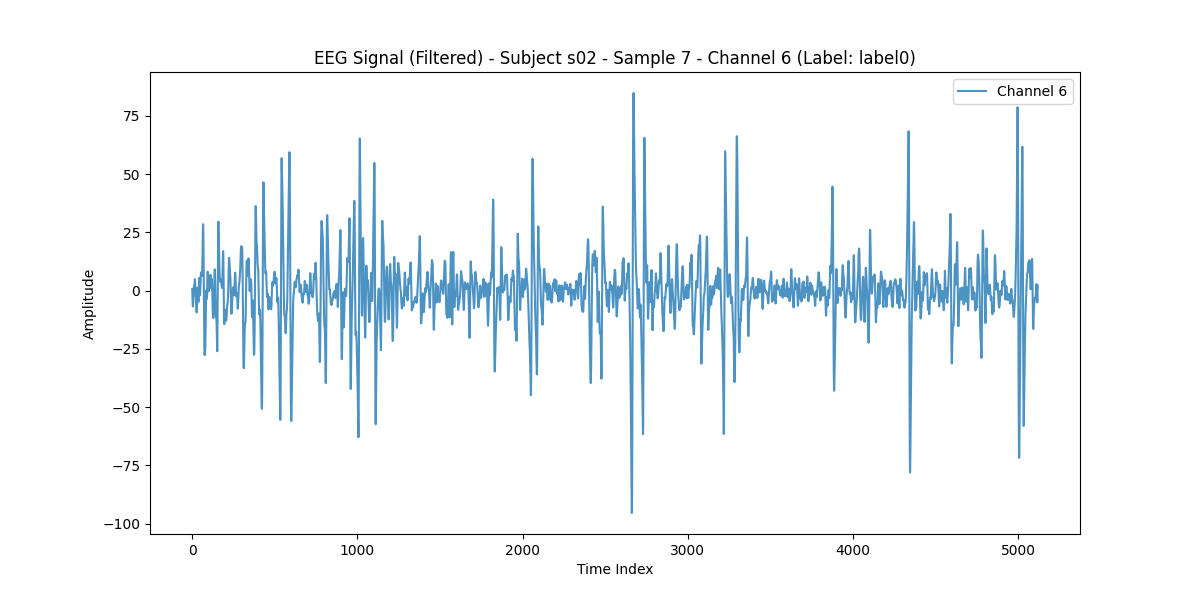 EEG Signal (Filtered) - Subject s02 - Sample 7 - Channel 6 (Label: label0)
Channel 6
75
50
25
0
−25
−50
−75
−100
Amplitude
0 1000 2000 3000 4000 5000
Time Index